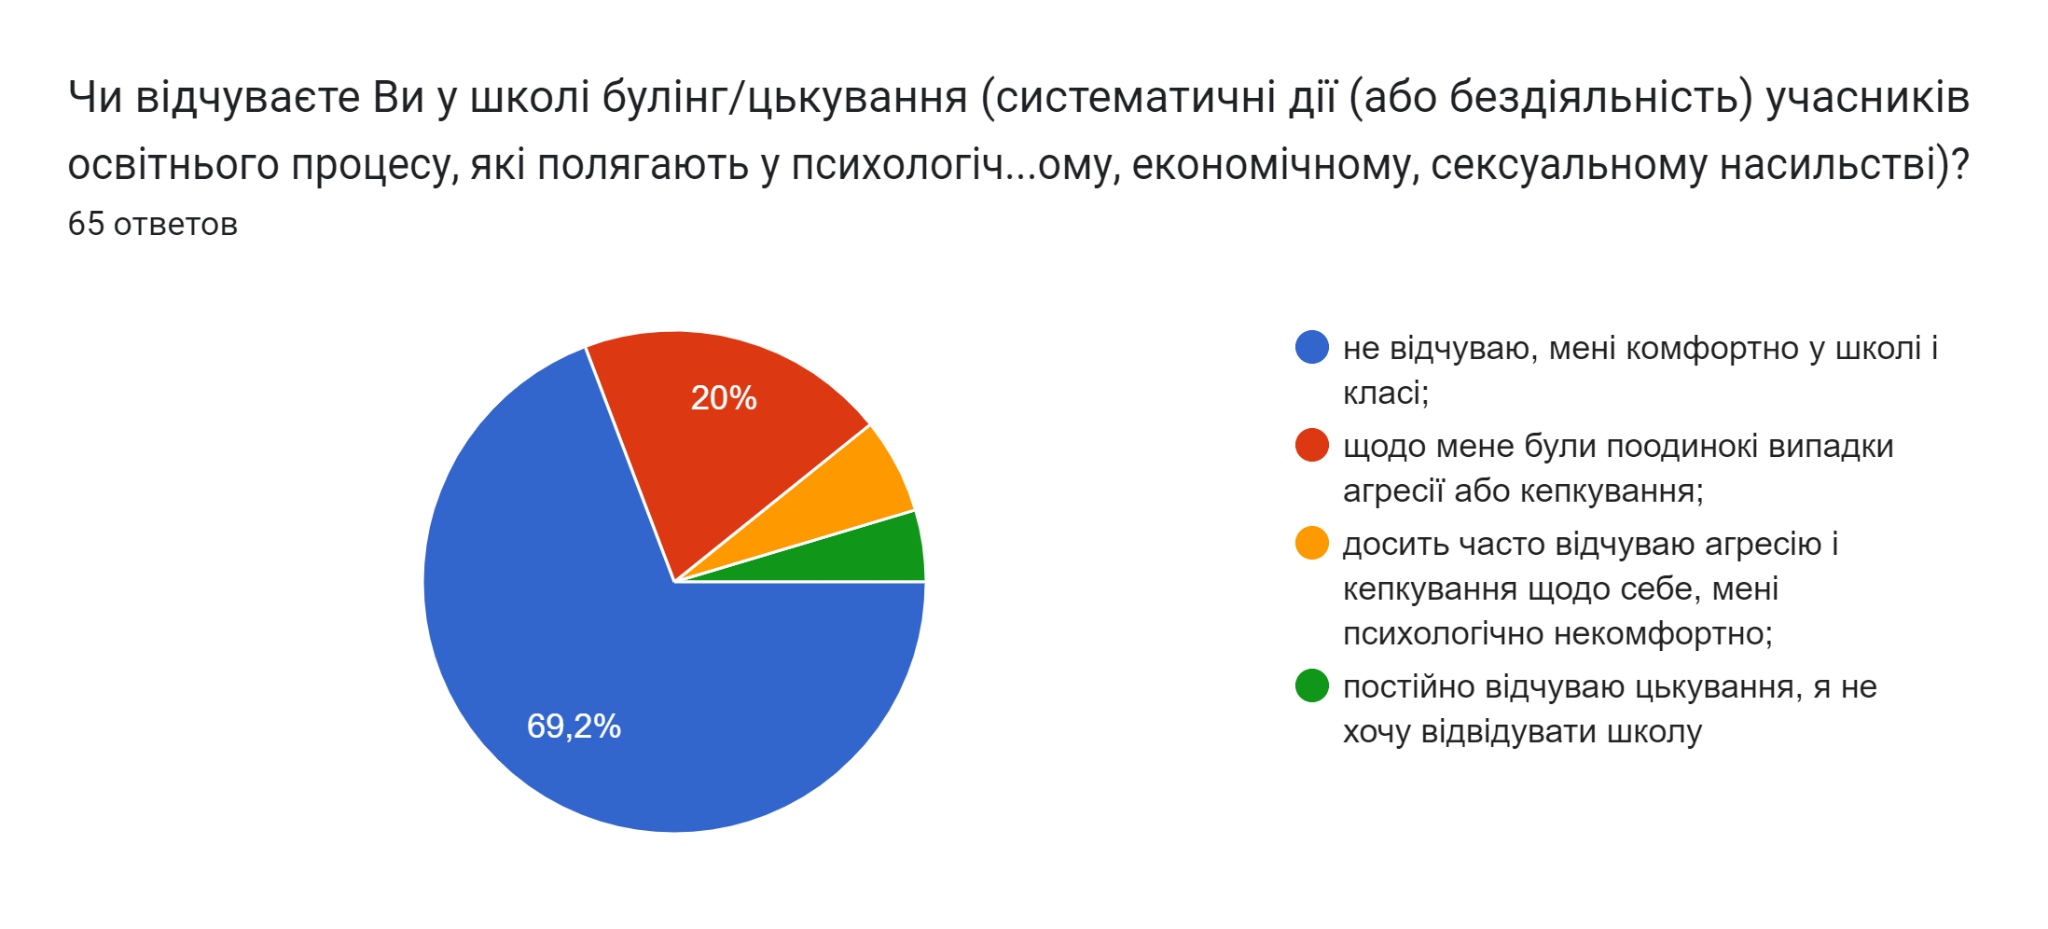 Чи відчуваєте Ви у школі булінг/цькування (систематичні дії (або бездіяльність) учасників
освітнього процесу, які полягають у психологіч...ому, економічному, сексуальному насильстві)?
65 ответов
20%
69,2%
не відчуваю, мені комфортно у школі і
класі;
щодо мене були поодинокі випадки
агресії або кепкування;
досить часто відчуваю агресію і
кепкування щодо себе, мені
психологічно некомфортно;
постійно відчуваю цькування, я не
хочу відвідувати школу